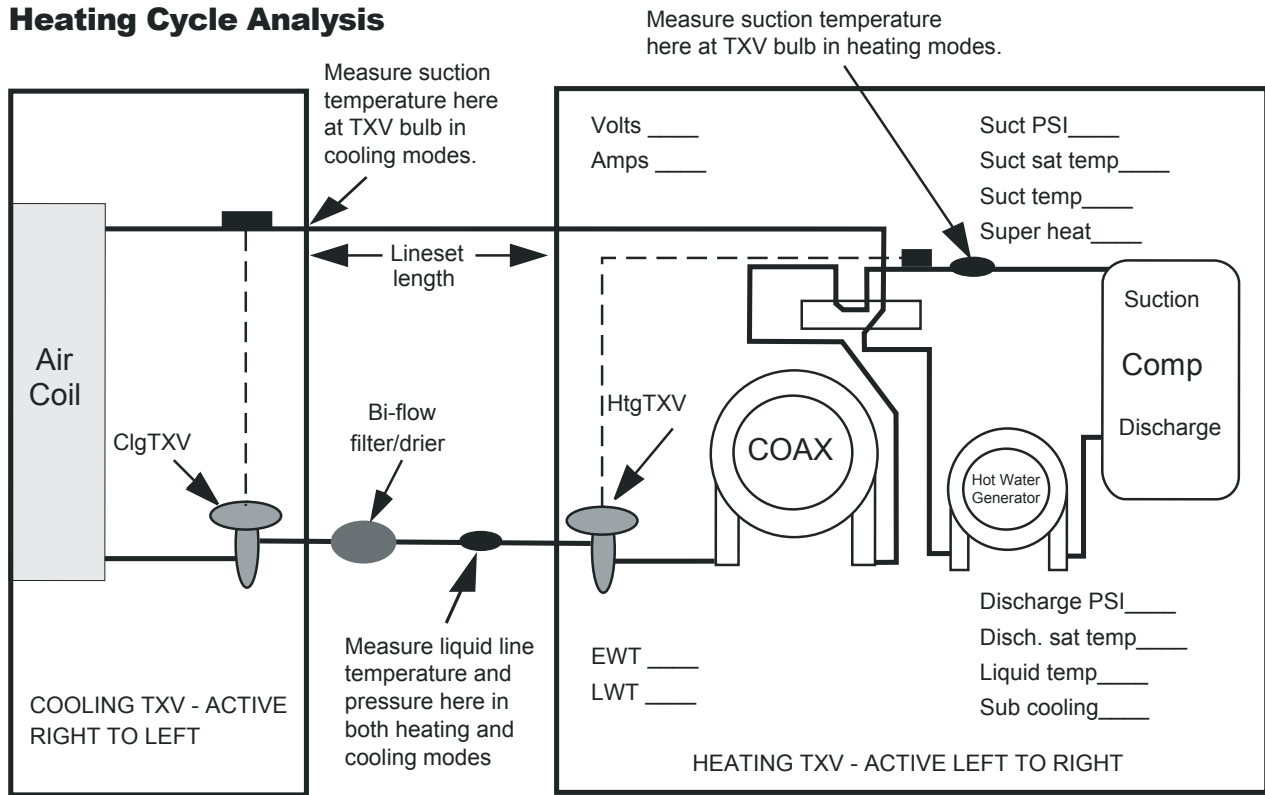 Heating Cycle Analysis
Measure suction temperature
here at TXV bulb in heating modes.
Measure suction
temperature here
at TXV bulb in
cooling modes.
Volts ____
Amps ____
Suct PSI____
Suct sat temp____
Suct temp____
Super heat____
Lineset
length
Air
Coil
Suction
Comp
Discharge
ClgTXV
Bi-flow
filter/drier
HtgTXV
COAX
Hot Water
Generator
Measure liquid line
temperature and
pressure here in
both heating and
cooling modes
EWT ____
LWT ____
Discharge PSI____
Disch. sat temp____
Liquid temp____
Sub cooling____
COOLING TXV - ACTIVE
RIGHT TO LEFT
HEATING TXV - ACTIVE LEFT TO RIGHT